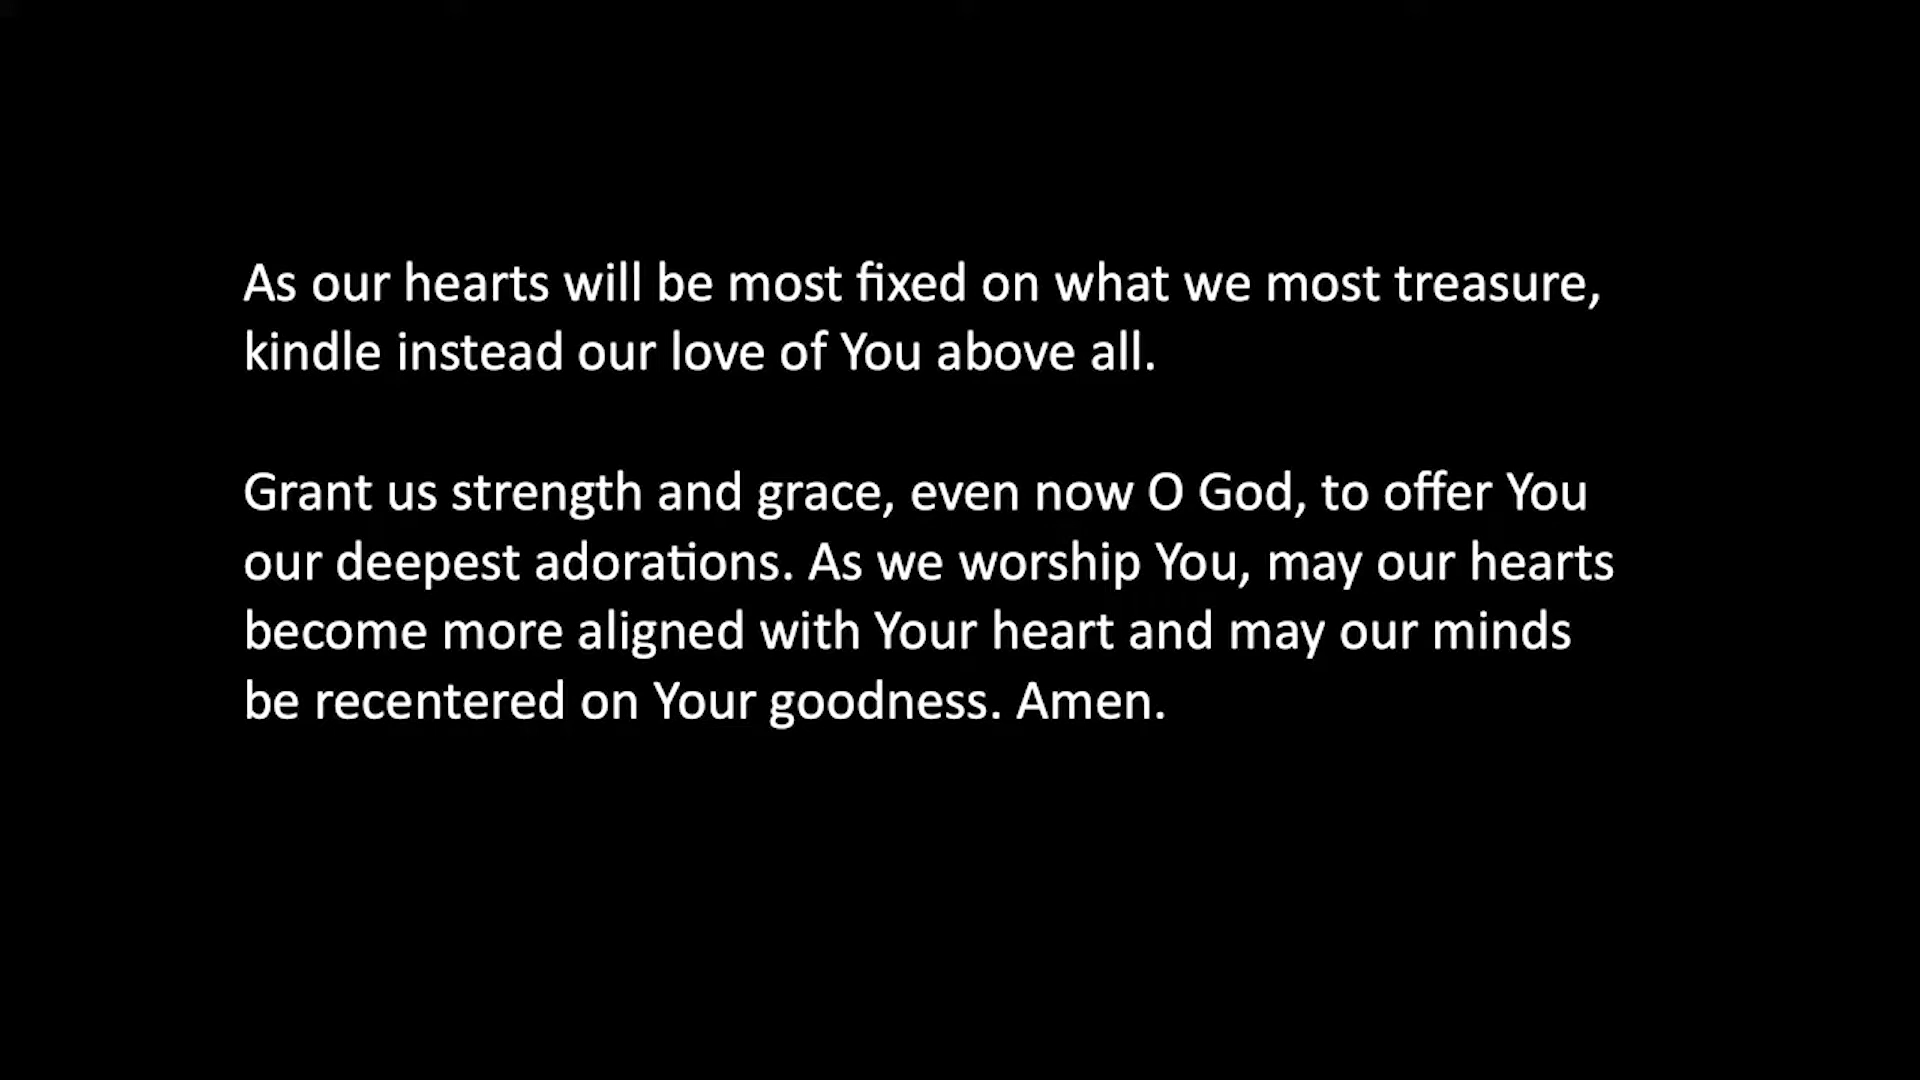 As our hearts will be most fixed on what we most treasure,
kindle instead our love of You above all.
Grant us strength and grace, even now O God, to offer You
our deepest adorations. As we worship You, may our hearts
become more aligned with Your heart and may our minds
be recentered on Your goodness. Amen.